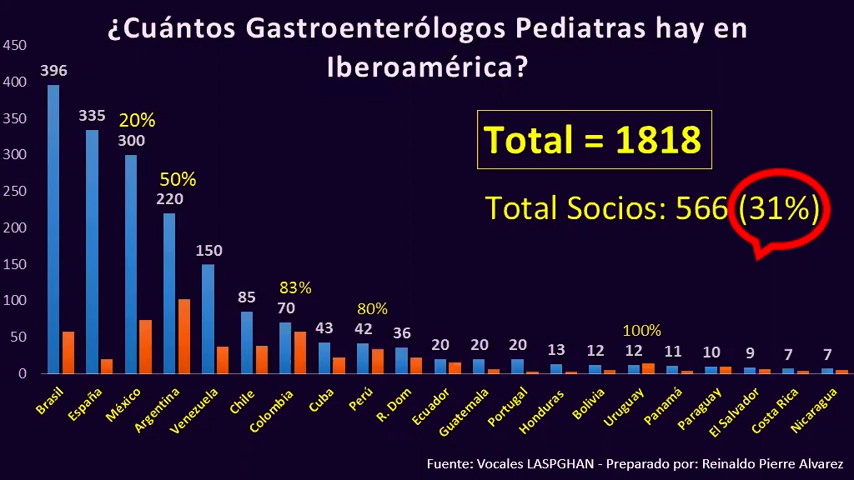 ¿Cuántos Gastroenterólogos Pediatras hay en
Iberoamérica?
Total = 1818
Total Socios: 566 (31%)
450
400
350
300
250
200
150
100
50
0
396
335
20%
300
50%
220
150
85
83%
70
43
80%
42
36
20
20
20
13
12
100%
12
11
10
9
7
7
Brasil
España
México
Argentina
Venezuela
Chile
Colombia
Cuba
Perú
R. Dom
Ecuador
Guatemala
Portugal
Honduras
Bolivia
Uruguay
Panamá
Paraguay
El Salvador
Costa Rica
Nicaragua
Fuente: Vocales LASPGHAN - Preparado por: Reinaldo Pierre Alvarez